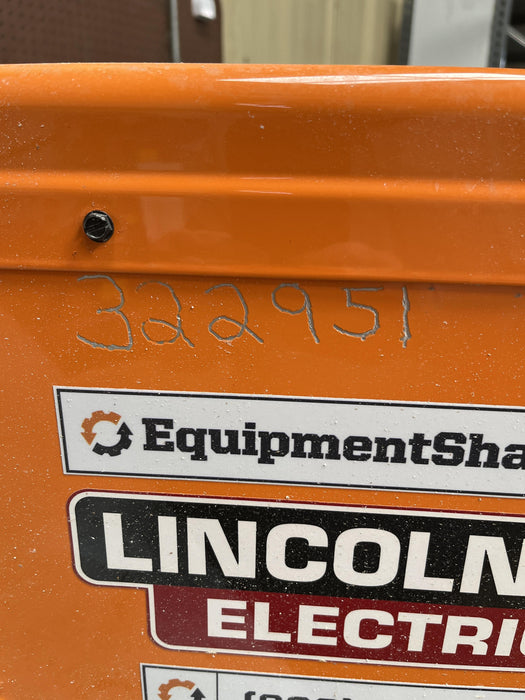 322951
EquipmentSha
LINCOLN
ELECTRIC